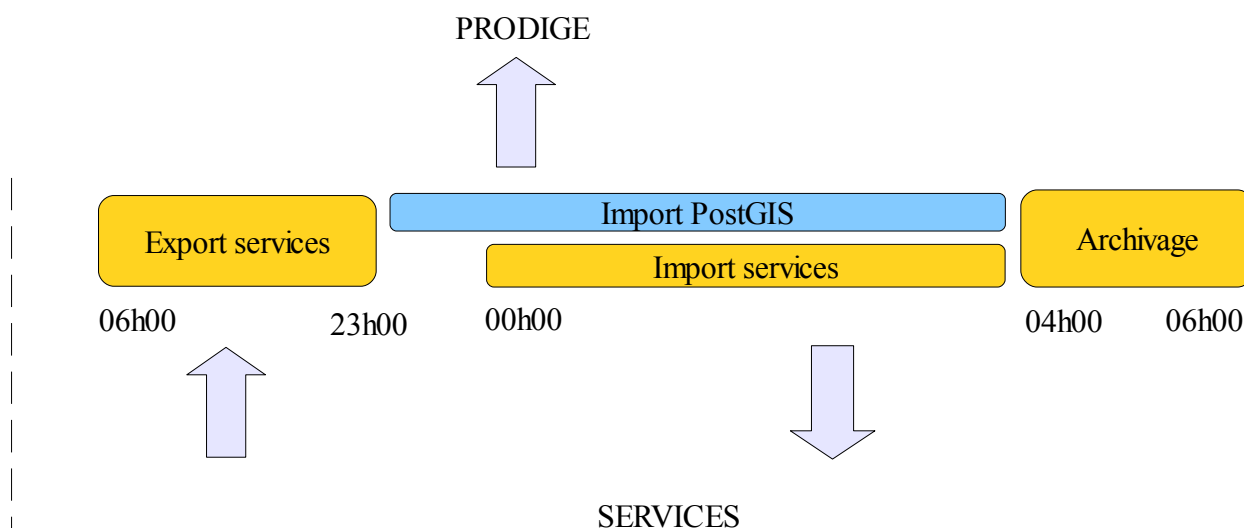 PRODIGE
Import PostGIS
Export services
Archivage
Import services
06h00
23h00
00h00
04h00
06h00
SERVICES